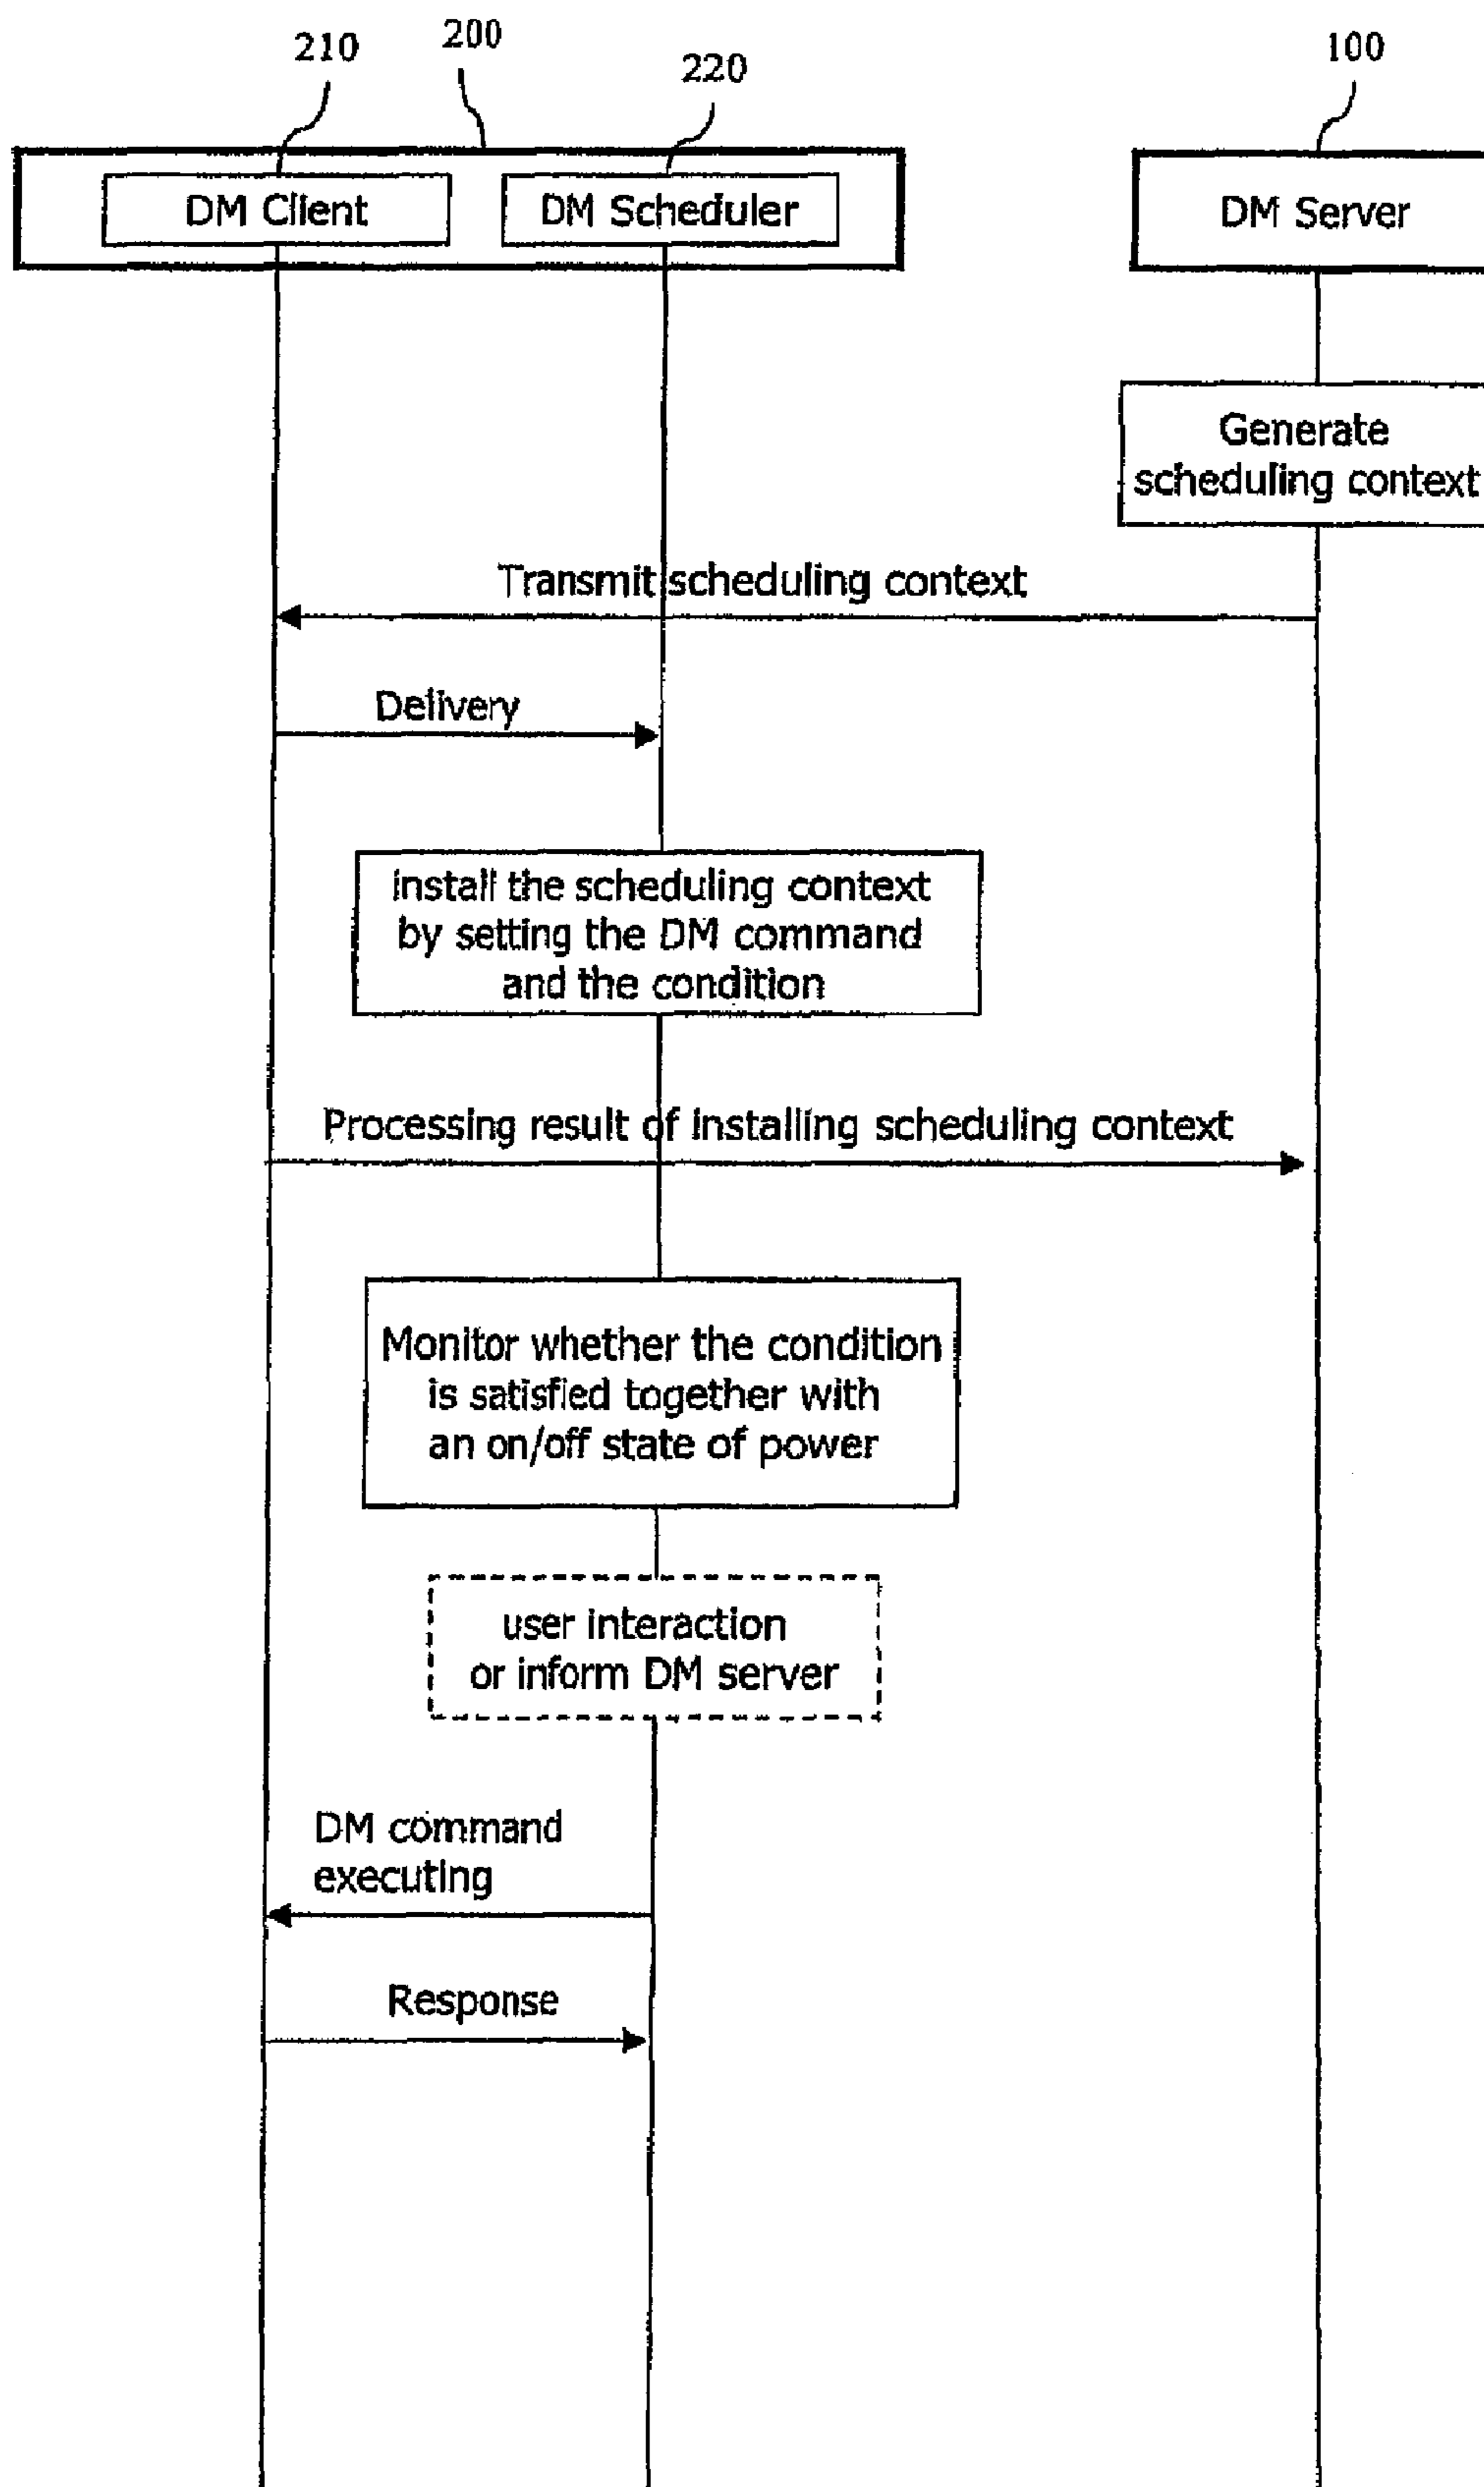 210
200
220
100
DM Client
DM Scheduler
DM Server
Generate
scheduling context
Transmit scheduling context
Delivery
Install the scheduling context
by setting the DM command
and the condition
Processing result of installing scheduling context
Monitor whether the condition
is satisfied together with
an on/off state of power
user interaction
or inform DM server
DM command
executing
Response